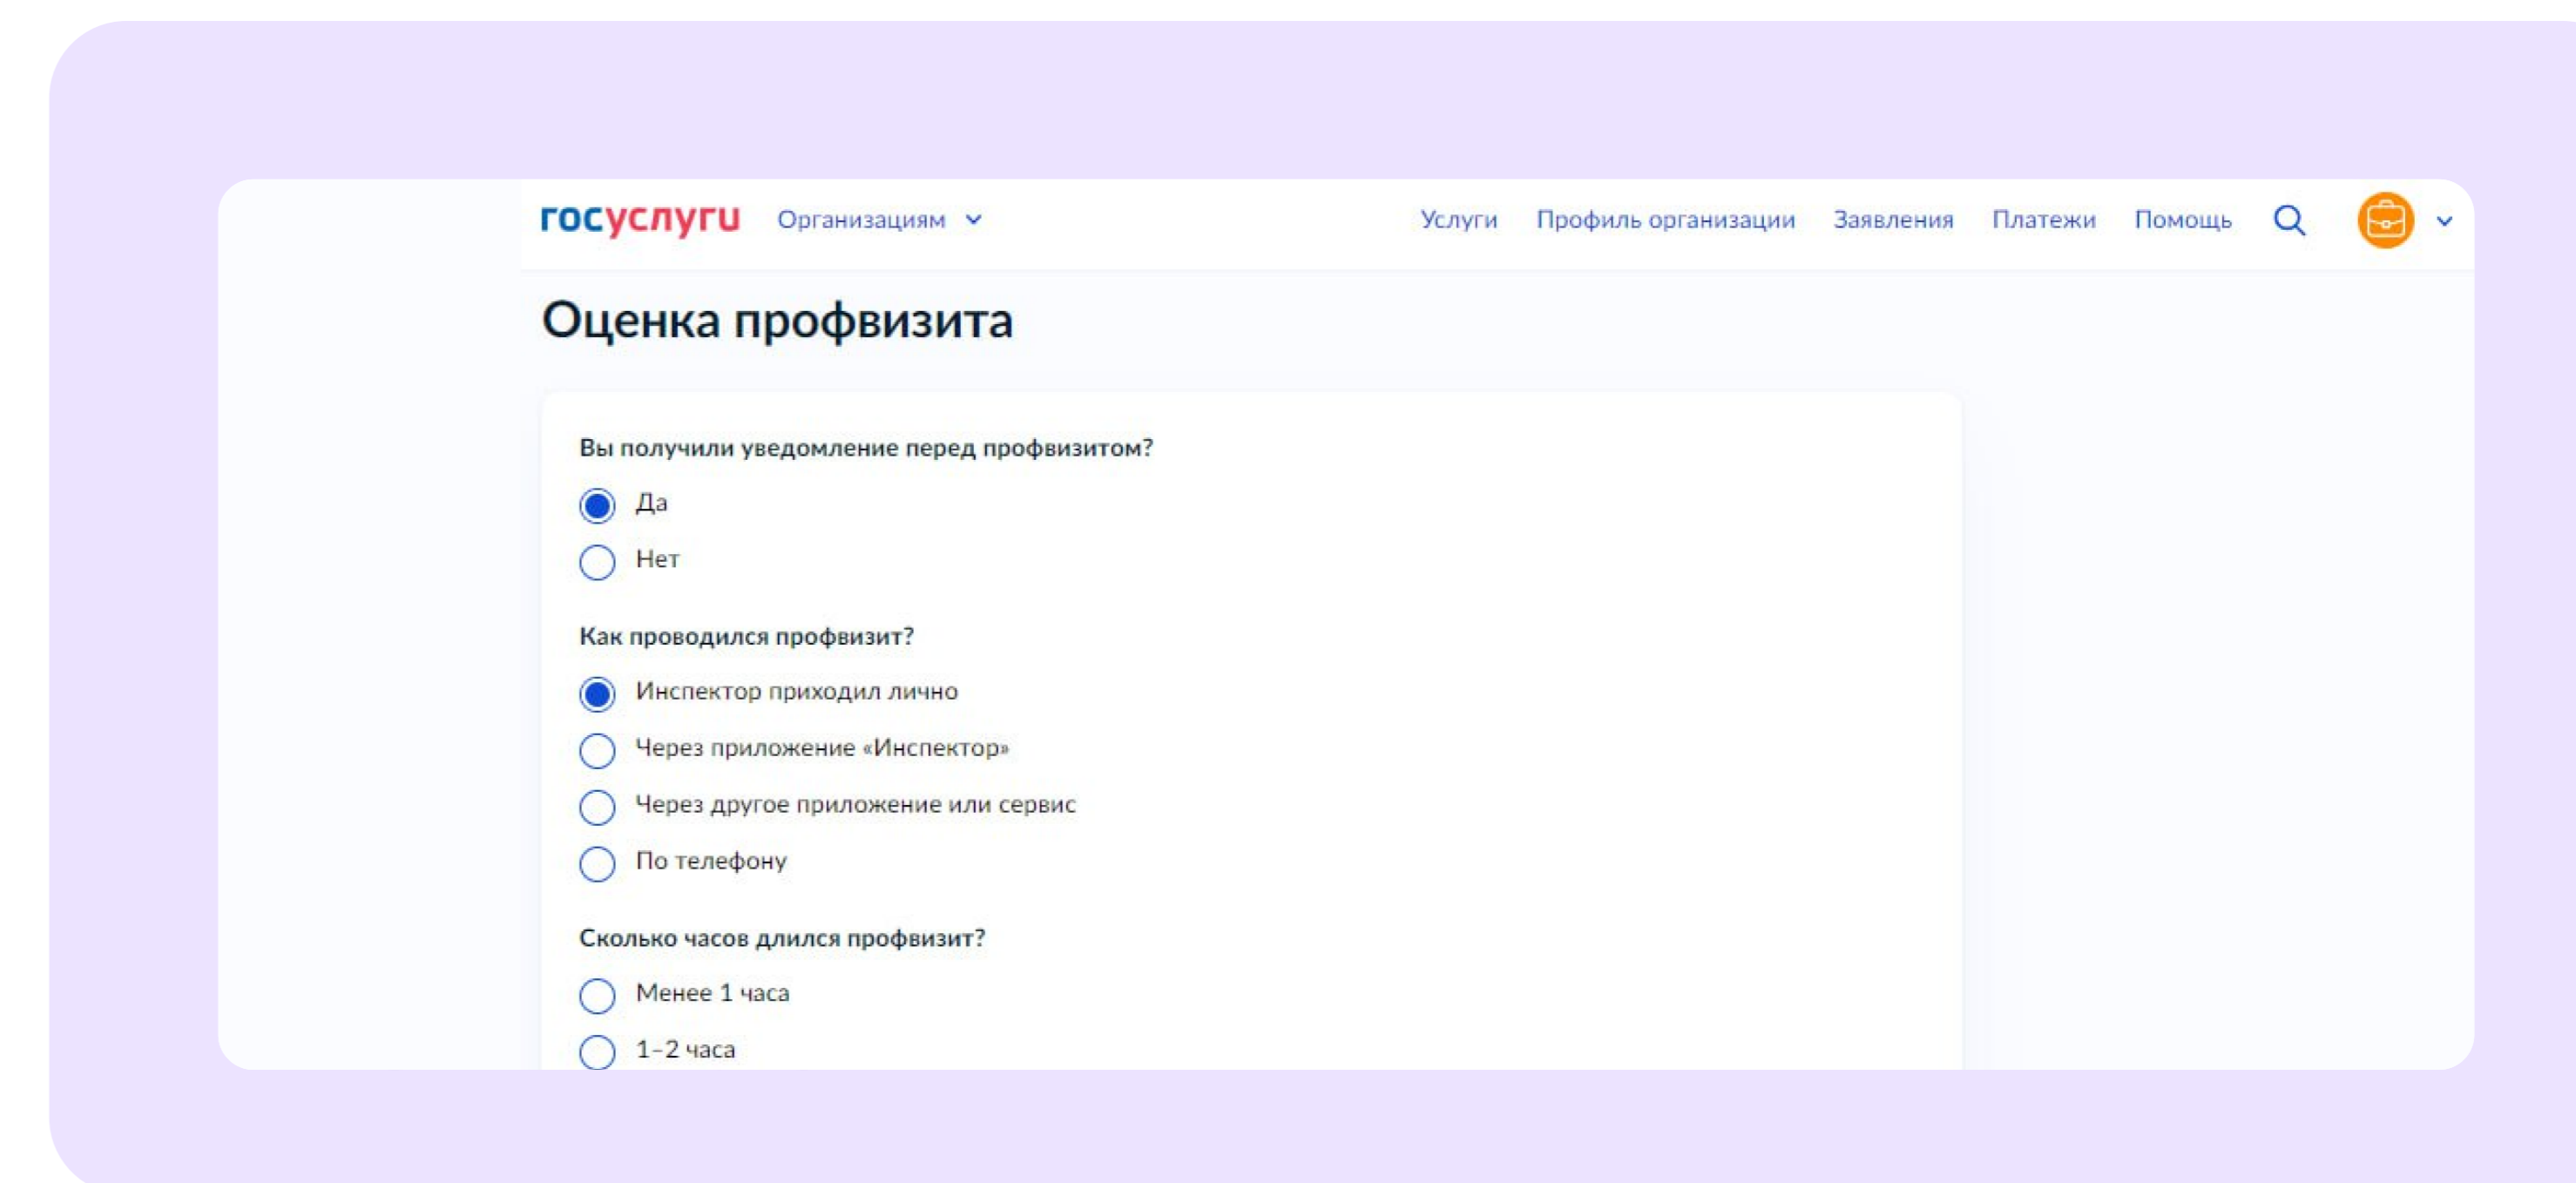 госуслуги Организациям Услуги Профиль организации Заявления Платежи Помощь
Оценка профвизита
Вы получили уведомление перед профвизитом?
Да
Нет
Как проводился профвизит?
Инспектор приходил лично
Через приложение «Инспектор»
Через другое приложение или сервис
По телефону
Сколько часов длился профвизит?
Менее 1 часа
1–2 часа